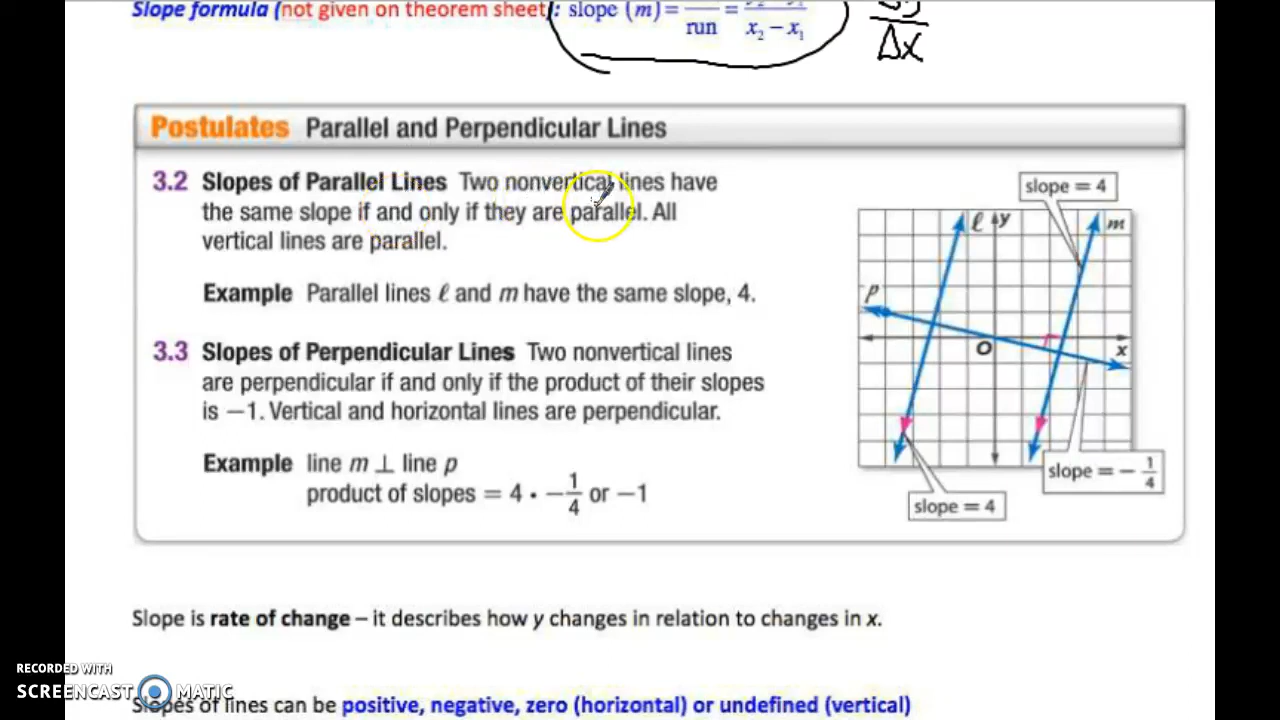 Slope formula (not given on theorem sheet): slope (m) = run = x₂ − x₁
Δx
Postulates Parallel and Perpendicular Lines
3.2 Slopes of Parallel Lines Two nonvertical lines have
the same slope if and only if they are parallel. All
vertical lines are parallel.
Example Parallel lines ℓ and m have the same slope, 4.
3.3 Slopes of Perpendicular Lines Two nonvertical lines
are perpendicular if and only if the product of their slopes
is −1. Vertical and horizontal lines are perpendicular.
Example line m ⊥ line p
product of slopes = 4 · −1/4 or −1
slope = 4
ℓ y m
p
O x
slope = −1/4
slope = 4
Slope is rate of change – it describes how y changes in relation to changes in x.
RECORDED WITH
SCREENCAST MATIC
Slopes of lines can be positive, negative, zero (horizontal) or undefined (vertical)